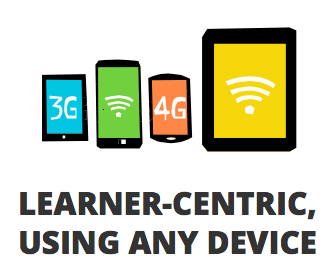 3G
4G
LEARNER-CENTRIC,
USING ANY DEVICE